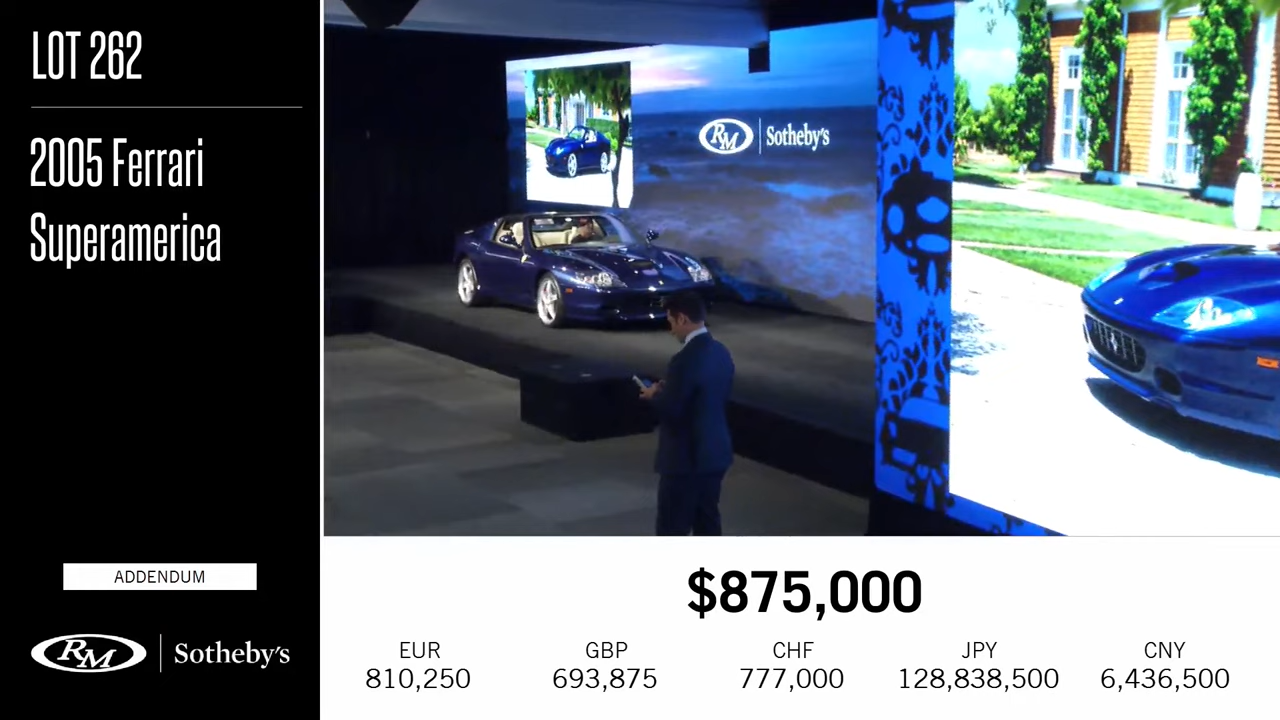 LOT 262
2005 Ferrari
Superamerica
ADDENDUM
RM Sotheby's
RM Sotheby's
$875,000
EUR GBP CHF JPY CNY
810,250 693,875 777,000 128,838,500 6,436,500